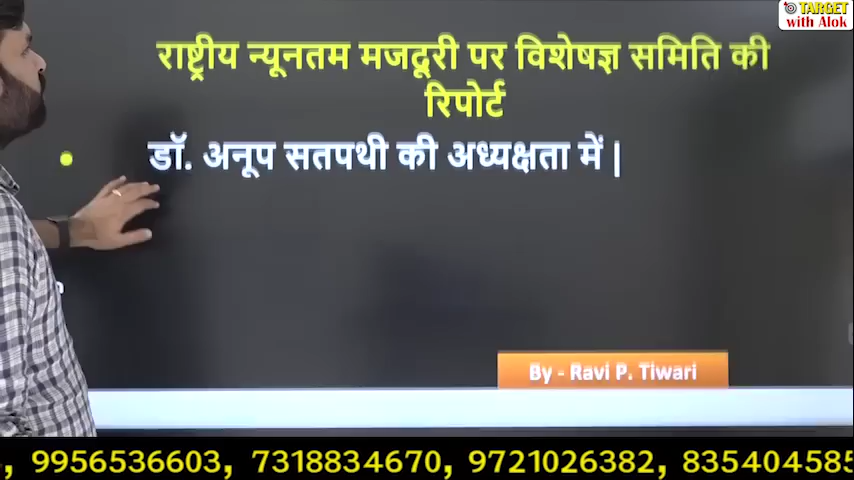 TARGET
with Alok
राष्ट्रीय न्यूनतम मजदूरी पर विशेषज्ञ समिति की
रिपोर्ट
डॉ. अनूप सतपथी की अध्यक्षता में |
By - Ravi P. Tiwari
, 9956536603, 7318834670, 9721026382, 835404585